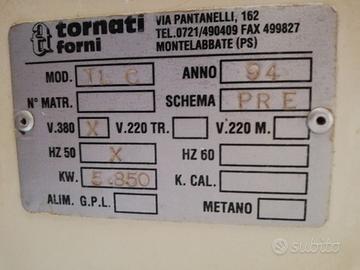 tornati
forni
VIA PANTANELLI, 162
TEL.0721/490409 FAX 499827
MONTELABBATE (PS)
MOD. TL C ANNO 94
N° MATR. SCHEMA PRE
V.380 X V.220 TR. V.220 M.
HZ 50 X HZ 60
KW. 5.850 K. CAL.
ALIM. G.P.L. METANO
subito